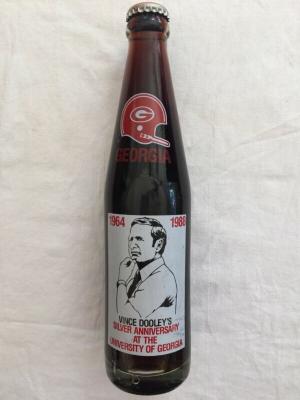 G
GEORGIA
1964 1988
VINCE DOOLEY'S
SILVER ANNIVERSARY
AT THE
UNIVERSITY OF GEORGIA